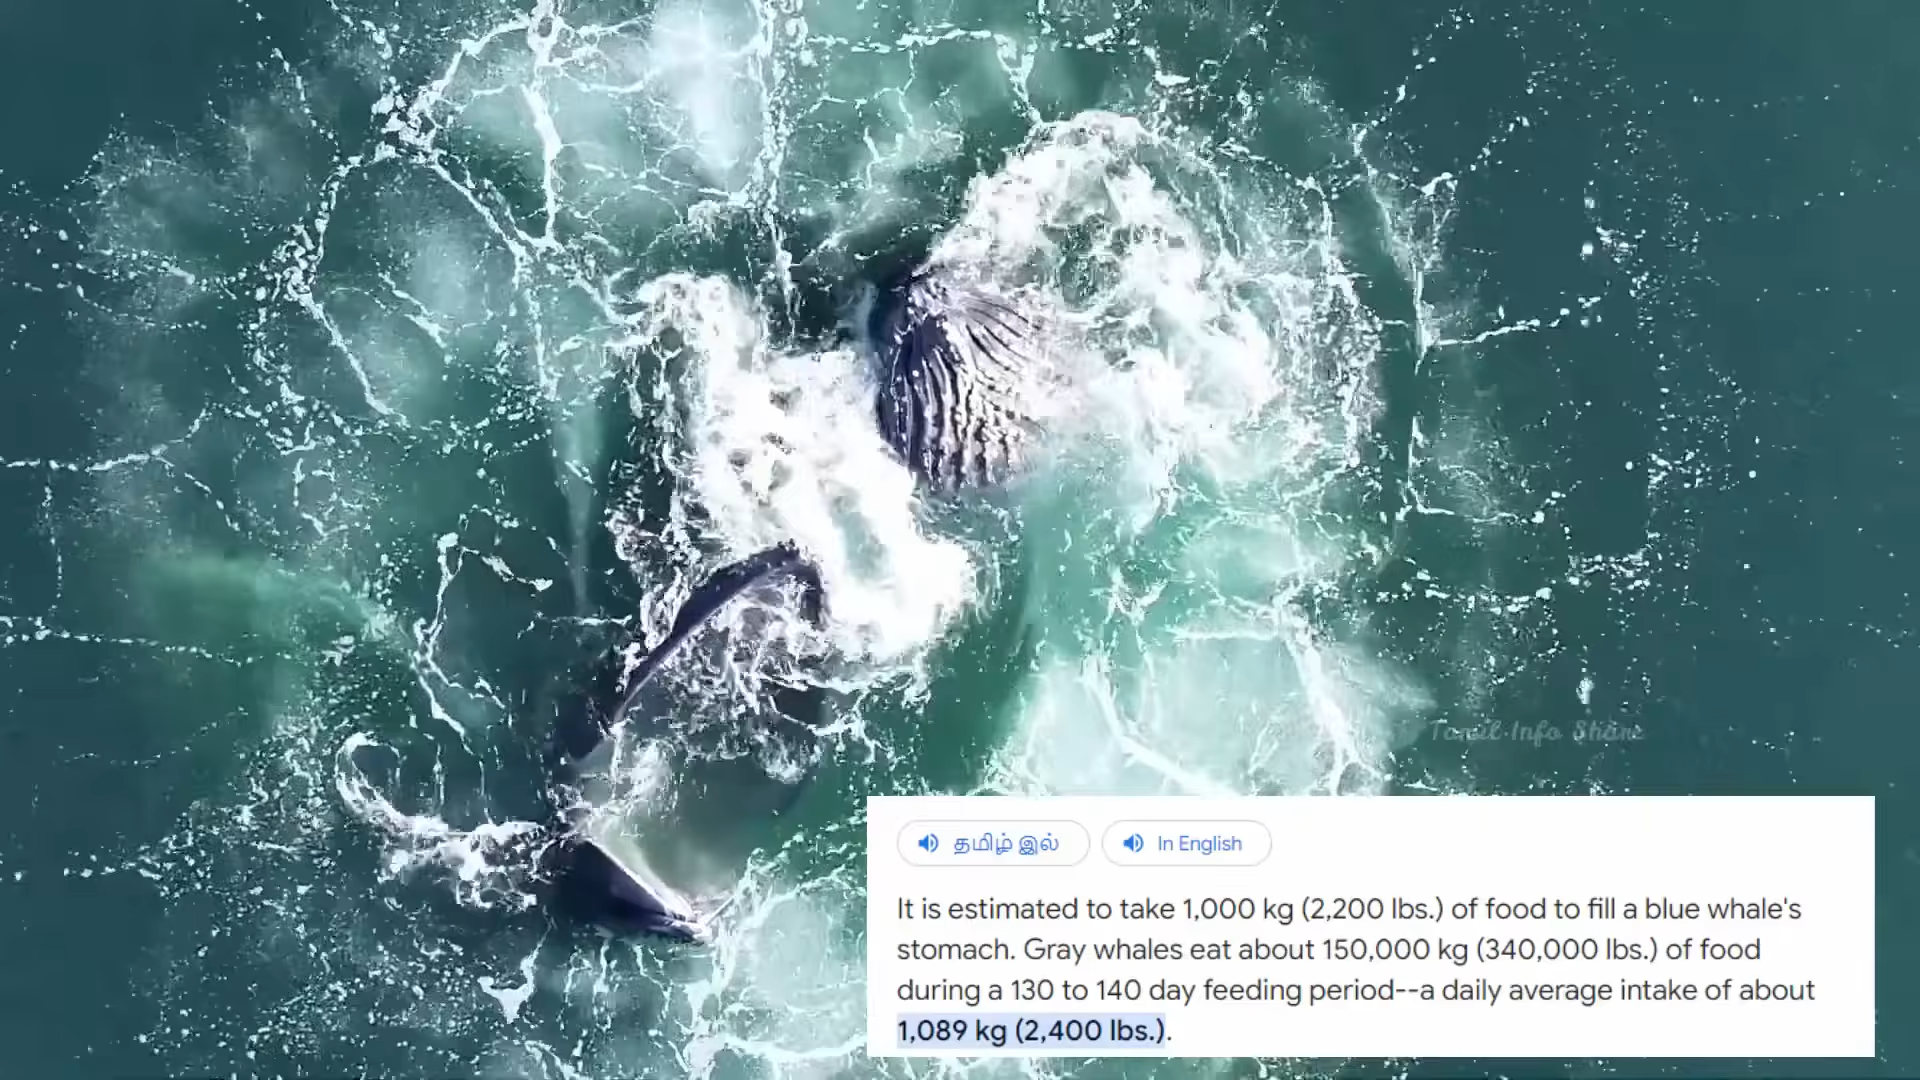 Tamil Info Share
தமிழ் இல்
In English
It is estimated to take 1,000 kg (2,200 lbs.) of food to fill a blue whale's
stomach. Gray whales eat about 150,000 kg (340,000 lbs.) of food
during a 130 to 140 day feeding period--a daily average intake of about
1,089 kg (2,400 lbs.).